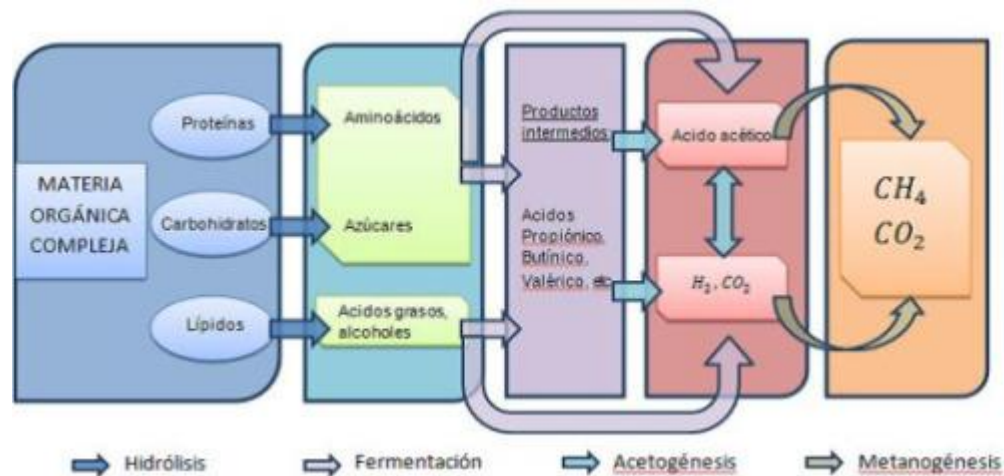 MATERIA
ORGÁNICA
COMPLEJA
Proteínas
Carbohidratos
Lípidos
Aminoácidos
Azúcares
Acidos grasos,
alcoholes
Productos
intermedios:
Acidos
Propiónico,
Butínico,
Valérico, etc
Acido acético
H₂, CO₂
CH₄
CO₂
Hidrólisis
Fermentación
Acetogénesis
Metanogénesis